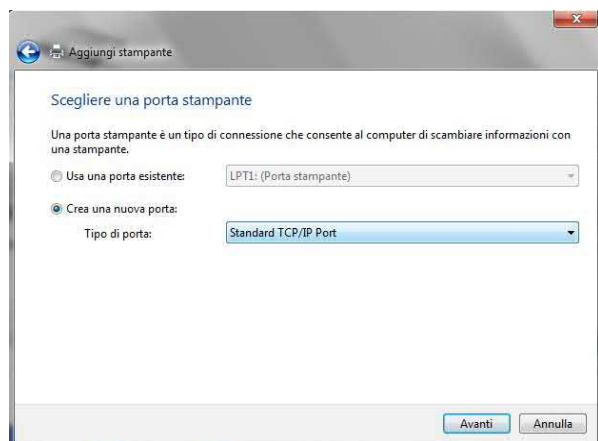 Aggiungi stampante
Scegliere una porta stampante
Una porta stampante è un tipo di connessione che consente al computer di scambiare informazioni con
una stampante.
Usa una porta esistente: LPT1: (Porta stampante)
Crea una nuova porta:
Tipo di porta: Standard TCP/IP Port
Avanti Annulla